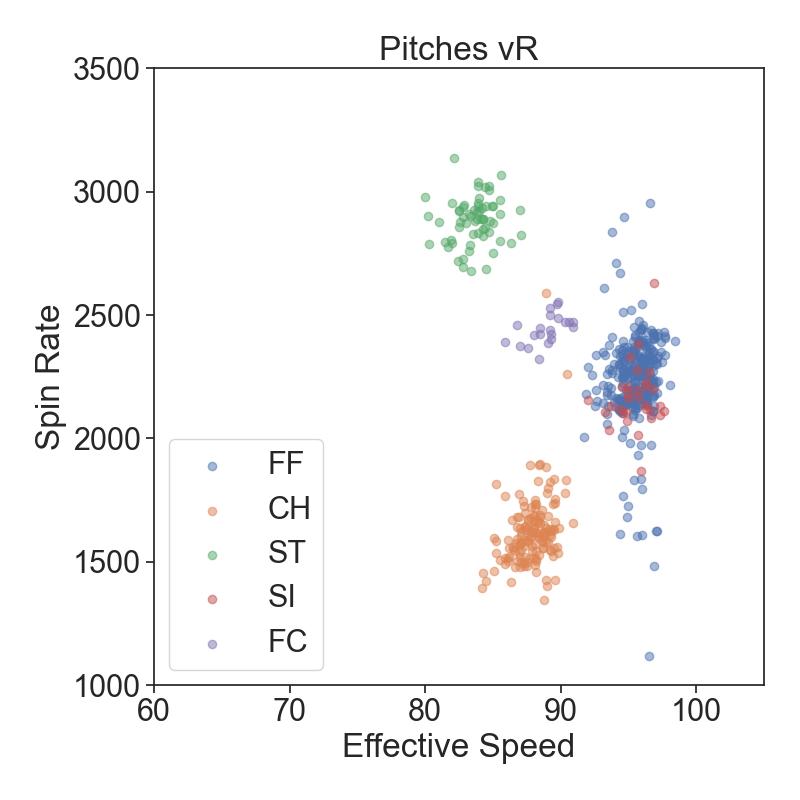 Pitches vR
3500
3000
2500
2000
1500
1000
Spin Rate
FF
CH
ST
SI
FC
60 70 80 90 100
Effective Speed